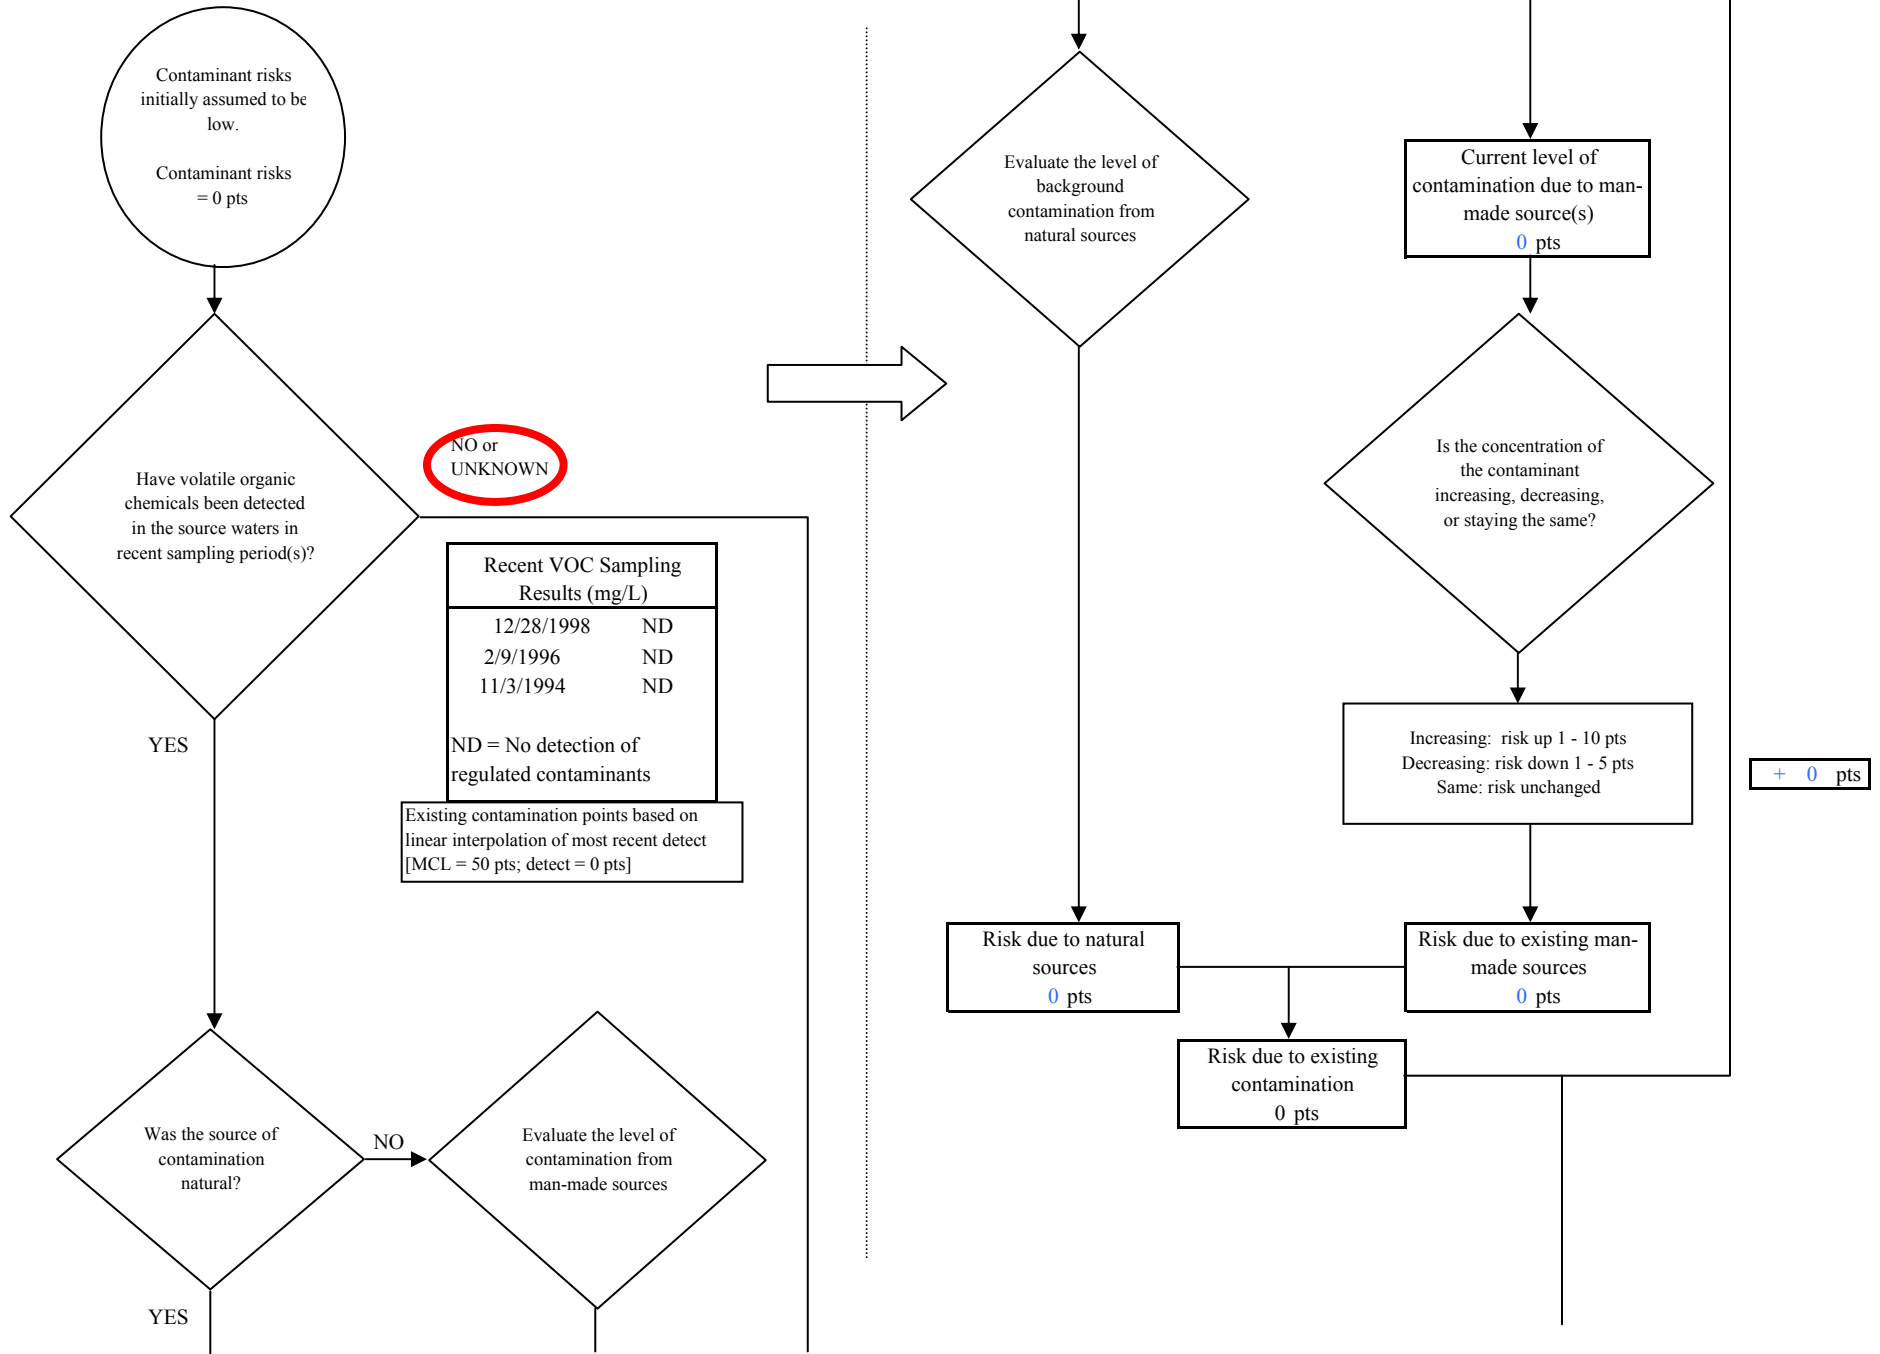 Contaminant risks
initially assumed to be
low.
Contaminant risks
= 0 pts
Have volatile organic
chemicals been detected
in the source waters in
recent sampling period(s)?
NO or
UNKNOWN
Recent VOC Sampling
Results (mg/L)
12/28/1998 ND
2/9/1996 ND
11/3/1994 ND
ND = No detection of
regulated contaminants
Existing contamination points based on
linear interpolation of most recent detect
[MCL = 50 pts; detect = 0 pts]
YES
Was the source of
contamination
natural?
NO
Evaluate the level of
contamination from
man-made sources
YES
Evaluate the level of
background
contamination from
natural sources
Current level of
contamination due to man-
made source(s)
0 pts
Is the concentration of
the contaminant
increasing, decreasing,
or staying the same?
Increasing: risk up 1 - 10 pts
Decreasing: risk down 1 - 5 pts
Same: risk unchanged
+ 0 pts
Risk due to natural
sources
0 pts
Risk due to existing man-
made sources
0 pts
Risk due to existing
contamination
0 pts